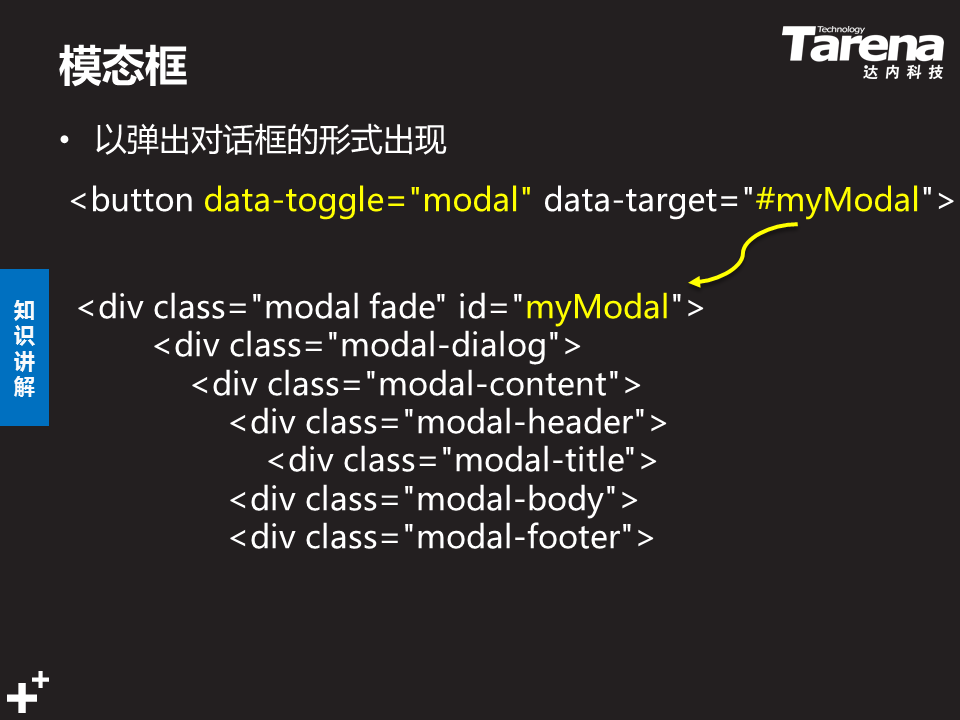 模态框
Technology
Tarena
达内科技
• 以弹出对话框的形式出现
<button data-toggle="modal" data-target="#myModal">
<div class="modal fade" id="myModal">
<div class="modal-dialog">
<div class="modal-content">
<div class="modal-header">
<div class="modal-title">
<div class="modal-body">
<div class="modal-footer">
知
识
讲
解